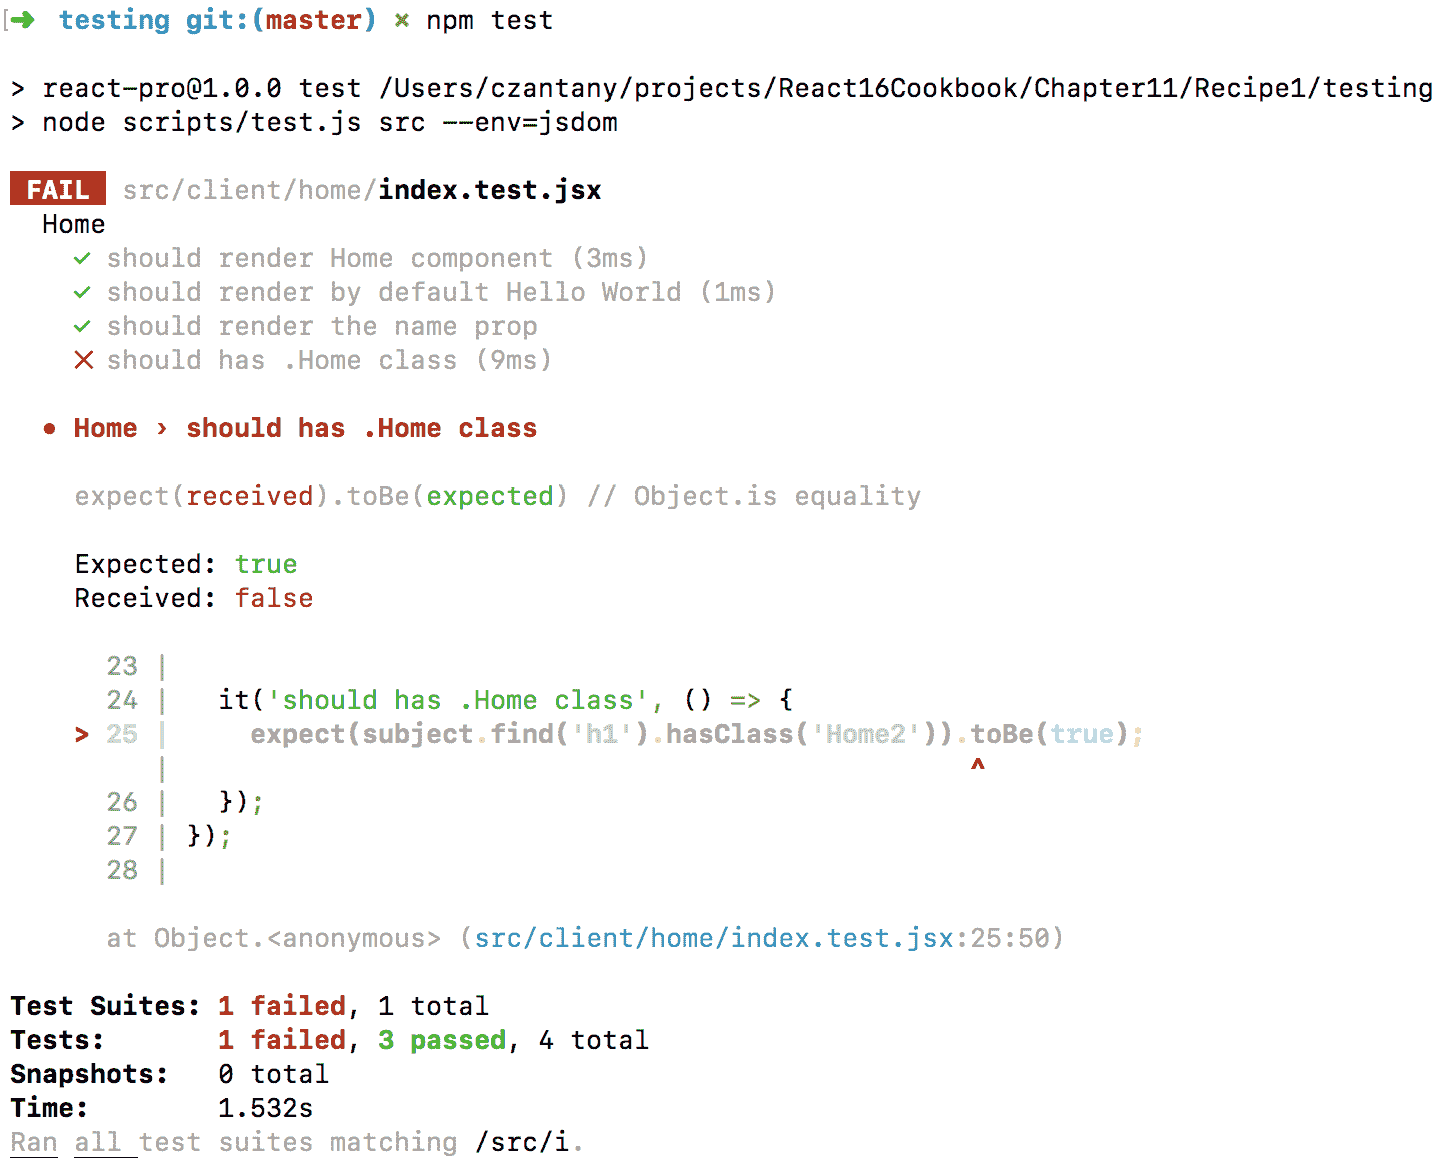 [➜ testing git:(master) ✗ npm test
> react-pro@1.0.0 test /Users/czantany/projects/React16Cookbook/Chapter11/Recipe1/testing
> node scripts/test.js src --env=jsdom
FAIL src/client/home/index.test.jsx
Home
✓ should render Home component (3ms)
✓ should render by default Hello World (1ms)
✓ should render the name prop
✕ should has .Home class (9ms)
● Home › should has .Home class
expect(received).toBe(expected) // Object.is equality
Expected: true
Received: false
23 |
24 | it('should has .Home class', () => {
> 25 | expect(subject.find('h1').hasClass('Home2')).toBe(true);
| ^
26 | });
27 | });
28 |
at Object.<anonymous> (src/client/home/index.test.jsx:25:50)
Test Suites: 1 failed, 1 total
Tests: 1 failed, 3 passed, 4 total
Snapshots: 0 total
Time: 1.532s
Ran all test suites matching /src/i.